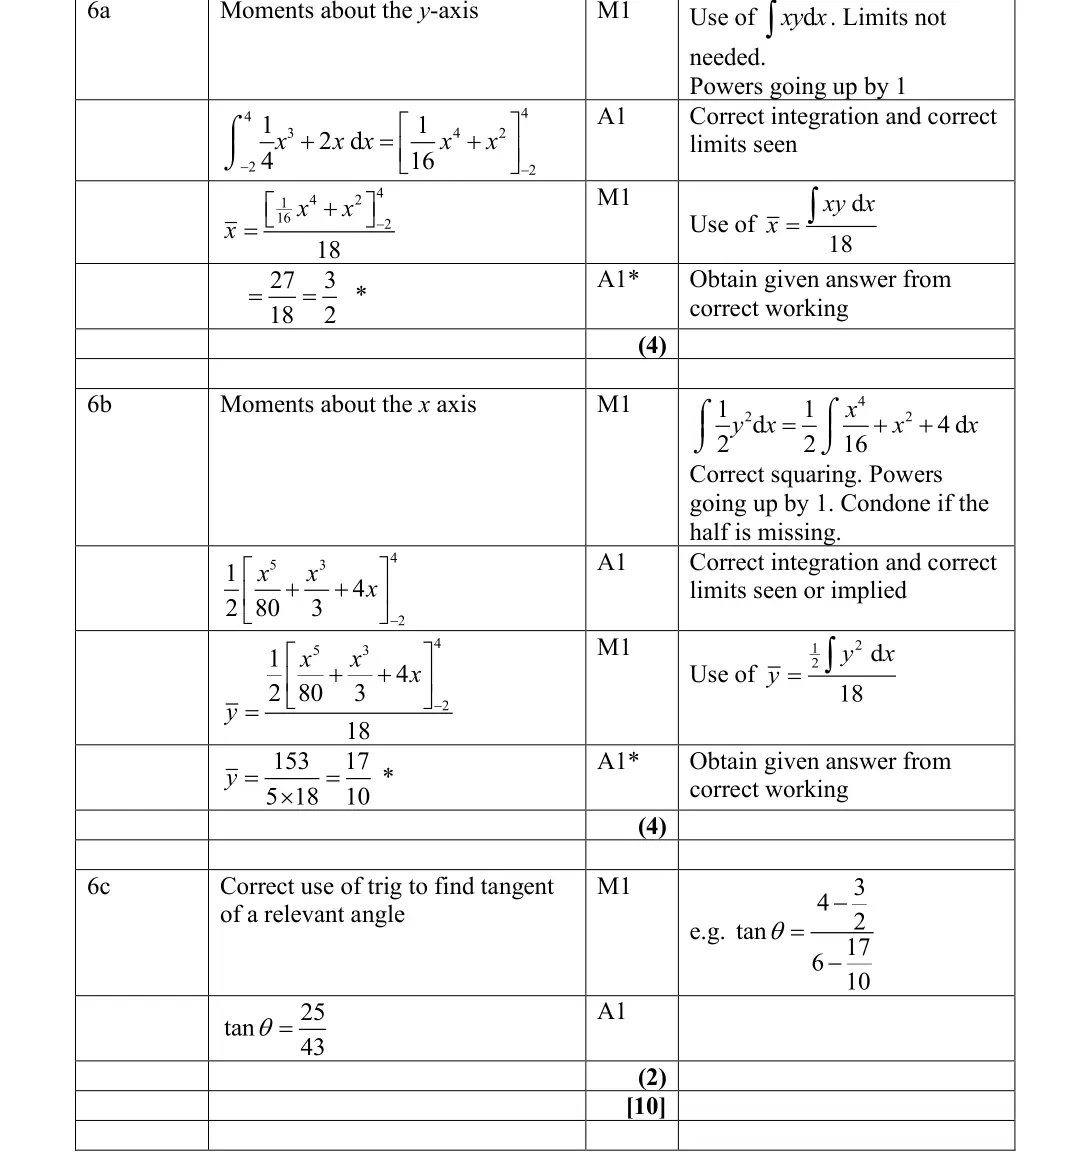 6a Moments about the y-axis M1 Use of ∫xydx. Limits not
needed.
Powers going up by 1
∫₋₂⁴ 1/4 x³ + 2x dx = [1/16 x⁴ + x²]₋₂⁴ A1 Correct integration and correct
limits seen
x̅ = [1/16 x⁴ + x²]₋₂⁴ / 18 M1 Use of x̅ = ∫xy dx / 18
= 27/18 = 3/2 * A1* Obtain given answer from
correct working
(4)
6b Moments about the x axis M1 ∫ 1/2 y²dx = 1/2 ∫ x⁴/16 + x² + 4 dx
Correct squaring. Powers
going up by 1. Condone if the
half is missing.
1/2 [x⁵/80 + x³/3 + 4x]₋₂⁴ A1 Correct integration and correct
limits seen or implied
y̅ = 1/2 [x⁵/80 + x³/3 + 4x]₋₂⁴ / 18 M1 Use of y̅ = 1/2 ∫y² dx / 18
y̅ = 153/(5×18) = 17/10 * A1* Obtain given answer from
correct working
(4)
6c Correct use of trig to find tangent M1 e.g. tan θ = (4 − 3/2)/(6 − 17/10)
of a relevant angle
tan θ = 25/43 A1
(2)
[10]